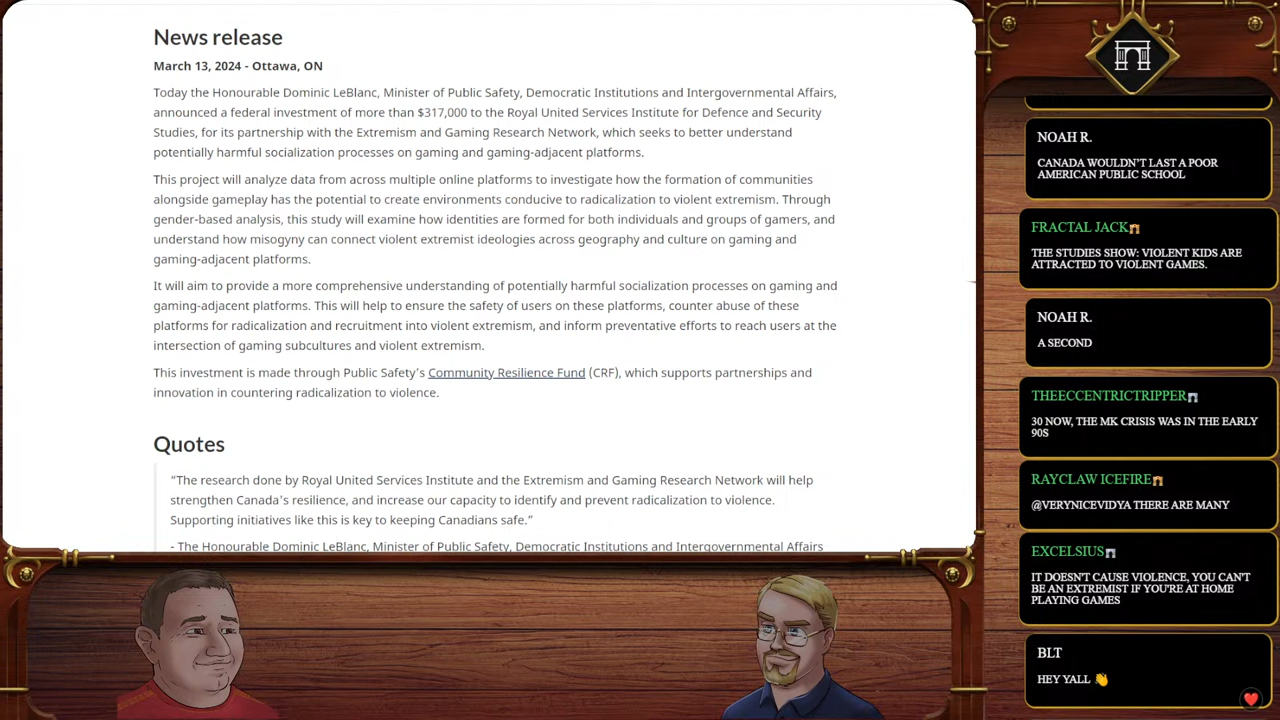 News release
March 13, 2024 - Ottawa, ON
Today the Honourable Dominic LeBlanc, Minister of Public Safety, Democratic Institutions and Intergovernmental Affairs,
announced a federal investment of more than $317,000 to the Royal United Services Institute for Defence and Security
Studies, for its partnership with the Extremism and Gaming Research Network, which seeks to better understand
potentially harmful socialization processes on gaming and gaming-adjacent platforms.
This project will analyze data from across multiple online platforms to investigate how the formation of communities
alongside gameplay has the potential to create environments conducive to radicalization to violent extremism. Through
gender-based analysis, this study will examine how identities are formed for both individuals and groups of gamers, and
understand how misogyny can connect violent extremist ideologies across geography and culture on gaming and
gaming-adjacent platforms.
It will aim to provide a more comprehensive understanding of potentially harmful socialization processes on gaming and
gaming-adjacent platforms. This will help to ensure the safety of users on these platforms, counter abuse of these
platforms for radicalization and recruitment into violent extremism, and inform preventative efforts to reach users at the
intersection of gaming subcultures and violent extremism.
This investment is made through Public Safety's Community Resilience Fund (CRF), which supports partnerships and
innovation in countering radicalization to violence.
Quotes
"The research done by Royal United Services Institute and the Extremism and Gaming Research Network will help
strengthen Canada's resilience, and increase our capacity to identify and prevent radicalization to violence.
Supporting initiatives like this is key to keeping Canadians safe."
- The Honourable Dominic LeBlanc, Minister of Public Safety, Democratic Institutions and Intergovernmental Affairs
NOAH R.
CANADA WOULDN'T LAST A POOR
AMERICAN PUBLIC SCHOOL
FRACTAL JACK
THE STUDIES SHOW: VIOLENT KIDS ARE
ATTRACTED TO VIOLENT GAMES.
NOAH R.
A SECOND
THEECCENTRICTRIPPER
30 NOW, THE MK CRISIS WAS IN THE EARLY
90S
RAYCLAW ICEFIRE
@VERYNICEVIDYA THERE ARE MANY
EXCELSIUS
IT DOESN'T CAUSE VIOLENCE, YOU CAN'T
BE AN EXTREMIST IF YOU'RE AT HOME
PLAYING GAMES
BLT
HEY YALL 👋